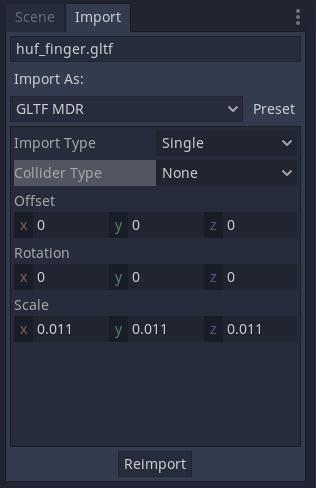 Scene Import
huf_finger.gltf
Import As:
GLTF MDR Preset
Import Type Single
Collider Type None
Offset
x 0 y 0 z 0
Rotation
x 0 y 0 z 0
Scale
x 0.011 y 0.011 z 0.011
Reimport